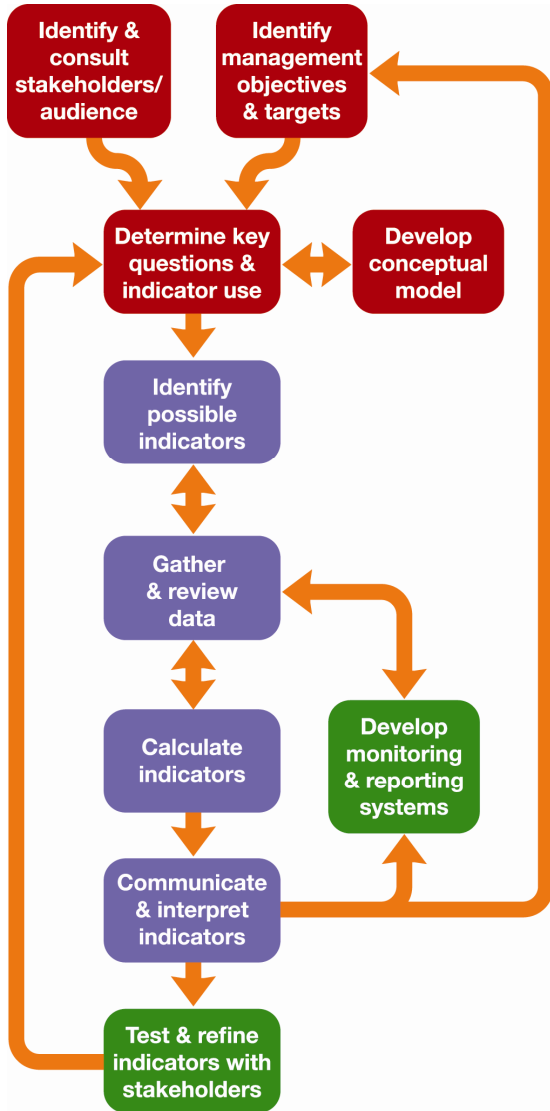 Identify &
consult
stakeholders/
audience
Identify
management
objectives
& targets
Determine key
questions &
indicator use
Develop
conceptual
model
Identify
possible
indicators
Gather
& review
data
Calculate
indicators
Develop
monitoring
& reporting
systems
Communicate
& interpret
indicators
Test & refine
indicators with
stakeholders